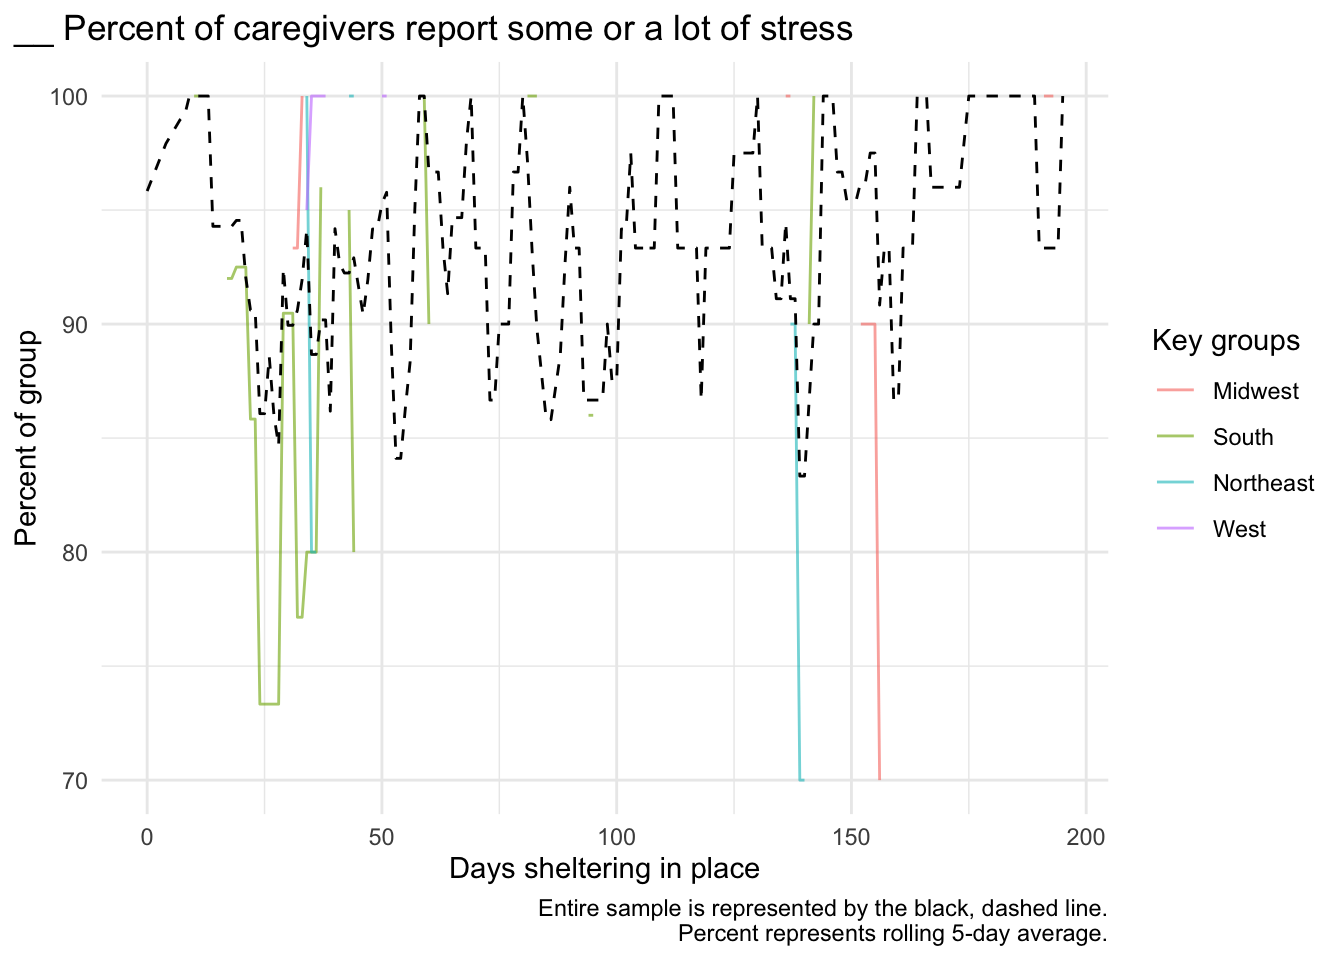 __ Percent of caregivers report some or a lot of stress
100
90
80
70
Percent of group
0 50 100 150 200
Days sheltering in place
Key groups
Midwest
South
Northeast
West
Entire sample is represented by the black, dashed line.
Percent represents rolling 5-day average.